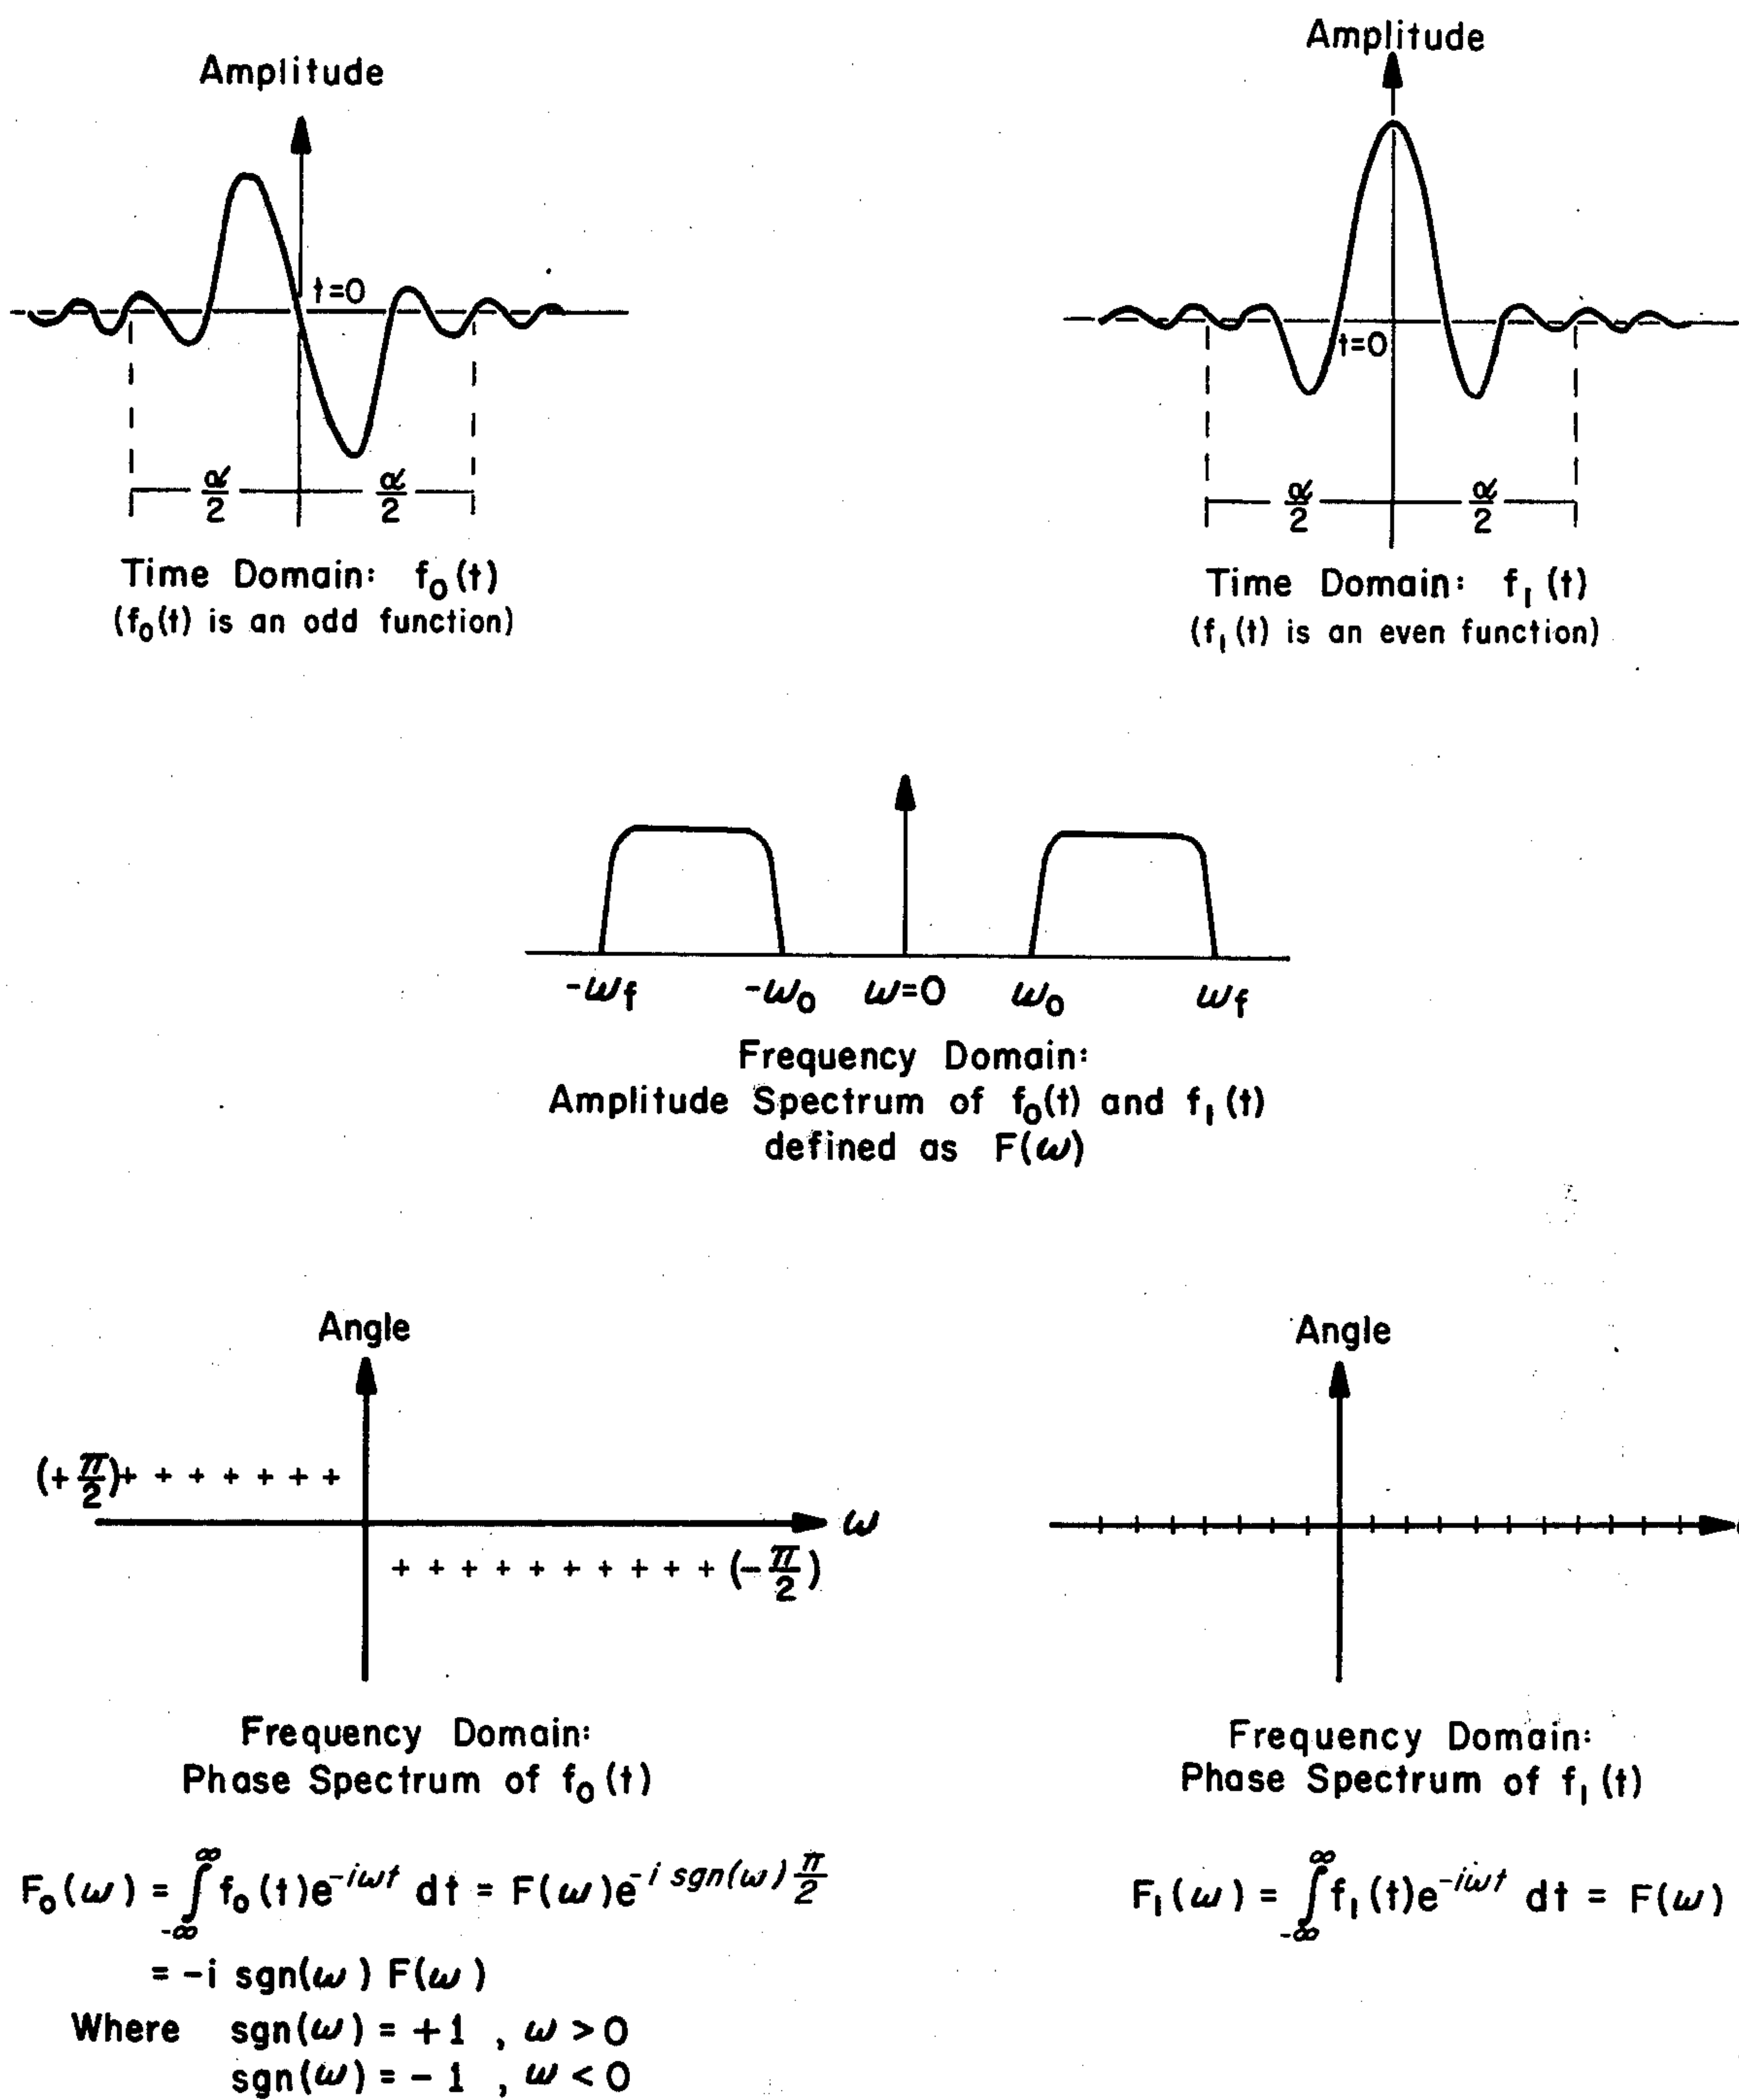 Amplitude
t=0
α/2 α/2
Time Domain: f₀(t)
(f₀(t) is an odd function)
Amplitude
t=0
α/2 α/2
Time Domain: f₁(t)
(f₁(t) is an even function)
-ωf -ω₀ ω=0 ω₀ ωf
Frequency Domain:
Amplitude Spectrum of f₀(t) and f₁(t)
defined as F(ω)
Angle
(+π/2)
ω
(-π/2)
Frequency Domain:
Phase Spectrum of f₀(t)
Angle
Frequency Domain:
Phase Spectrum of f₁(t)
F₀(ω) = ∫_{-∞}^{∞} f₀(t)e^{-iωt} dt = F(ω)e^{-i sgn(ω) π/2}
= -i sgn(ω) F(ω)
Where sgn(ω) = +1 , ω > 0
sgn(ω) = - 1 , ω < 0
F₁(ω) = ∫_{-∞}^{∞} f₁(t)e^{-iωt} dt = F(ω)